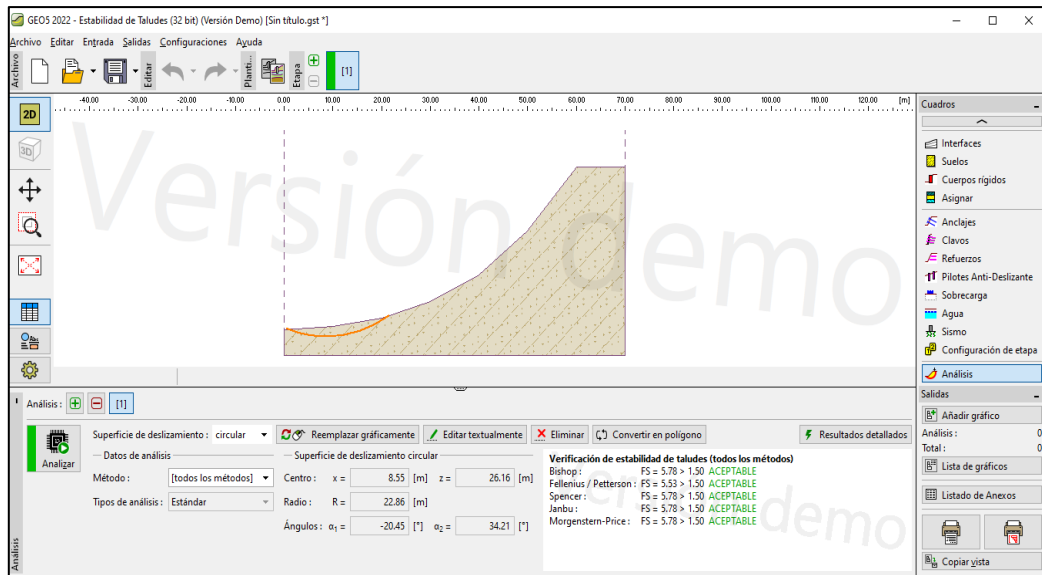 GEO5 2022 - Estabilidad de Taludes (32 bit) (Versión Demo) [Sin título.gst *]
Archivo Editar Entrada Salidas Configuraciones Ayuda
Archivo
Editar
Planti...
Etapa
[1]
-40.00 -30.00 -20.00 -10.00 0.00 10.00 20.00 30.00 40.00 50.00 60.00 70.00 80.00 90.00 100.00 110.00 120.00 [m]
2D
3D
Versión demo
Cuadros
Interfaces
Suelos
Cuerpos rígidos
Asignar
Anclajes
Clavos
Refuerzos
Pilotes Anti-Deslizante
Sobrecarga
Agua
Sismo
Configuración de etapa
Análisis
Salidas
Añadir gráfico
Análisis : 0
Total : 0
Lista de gráficos
Listado de Anexos
Copiar vista
Análisis : [1]
Analizar
Superficie de deslizamiento : circular
Reemplazar gráficamente
Editar textualmente
Eliminar
Convertir en polígono
Resultados detallados
Datos de análisis
Método : [todos los métodos]
Tipos de análisis : Estándar
Superficie de deslizamiento circular
Centro : x = 8.55 [m] z = 26.16 [m]
Radio : R = 22.86 [m]
Ángulos : α1 = -20.45 [°] α2 = 34.21 [°]
Verificación de estabilidad de taludes (todos los métodos)
Bishop : FS = 5.78 > 1.50 ACEPTABLE
Fellenius / Petterson : FS = 5.53 > 1.50 ACEPTABLE
Spencer : FS = 5.78 > 1.50 ACEPTABLE
Janbu : FS = 5.78 > 1.50 ACEPTABLE
Morgenstern-Price : FS = 5.78 > 1.50 ACEPTABLE
Versión demo
Análisis